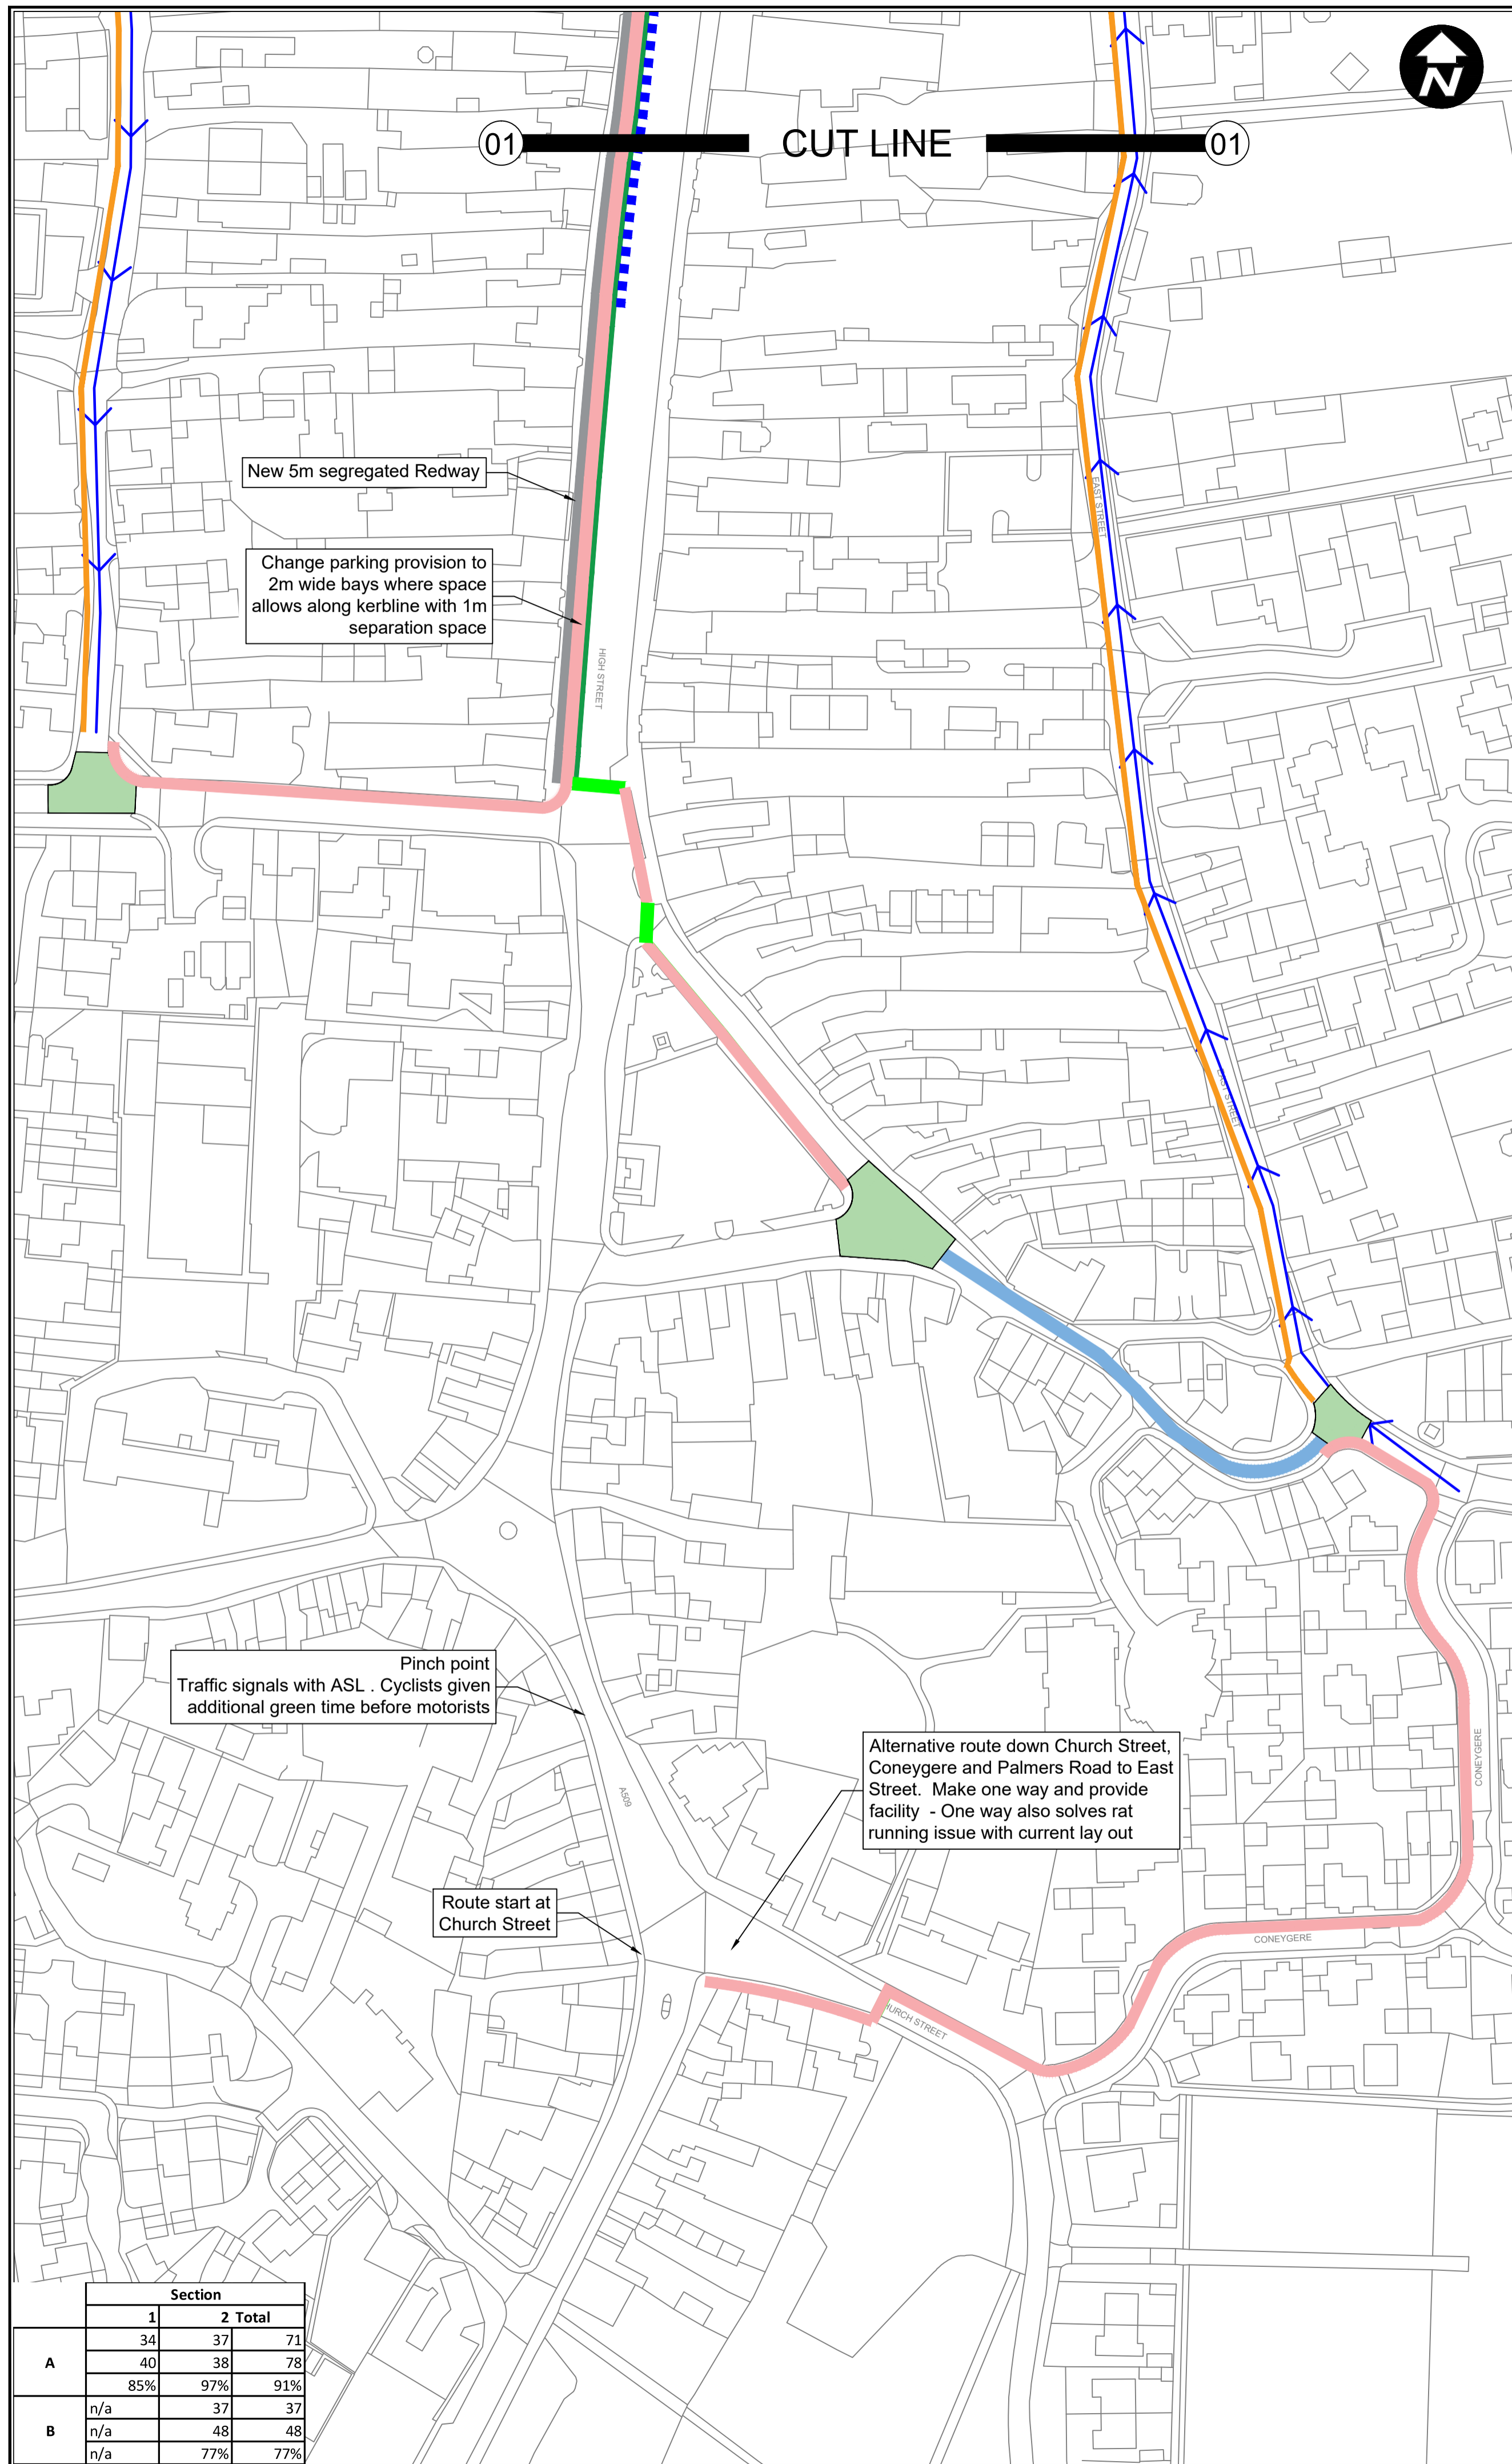 N
01
CUT LINE
01
New 5m segregated Redway
EAST STREET
Change parking provision to
2m wide bays where space
allows along kerbline with 1m
separation space
HIGH STREET
EAST STREET
Pinch point
Traffic signals with ASL . Cyclists given
additional green time before motorists
CONEYGERE
Alternative route down Church Street,
Coneygere and Palmers Road to East
Street. Make one way and provide
facility - One way also solves rat
running issue with current lay out
A509
Route start at
Church Street
CONEYGERE
HURCH STREET
Section
1 2 Total
A
34 37 71
40 38 78
85% 97% 91%
B
n/a 37 37
n/a 48 48
n/a 77% 77%